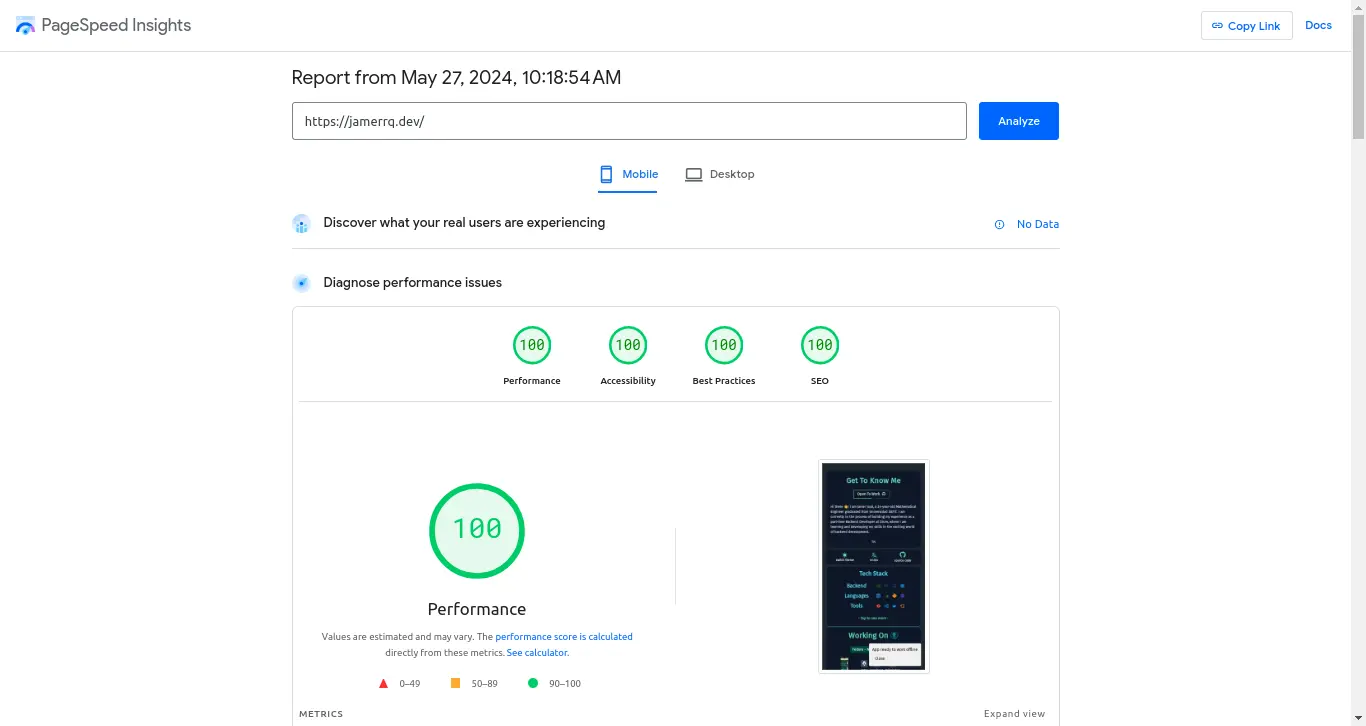 PageSpeed Insights
Copy Link
Docs
Report from May 27, 2024, 10:18:54 AM
https://jamerrq.dev/
Analyze
Mobile
Desktop
Discover what your real users are experiencing
No Data
Diagnose performance issues
100 100 100 100
Performance Accessibility Best Practices SEO
100
Performance
Values are estimated and may vary. The performance score is calculated
directly from these metrics. See calculator.
0–49 50–89 90–100
METRICS
Expand view
Get To Know Me
Open To Work
Tech Stack
Backend
Languages
Tools
Working On
App ready to work offline